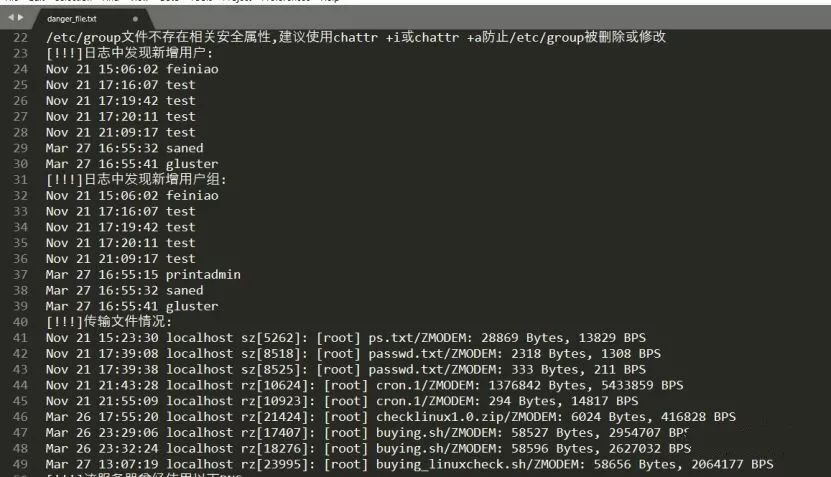 danger_file.txt
22 /etc/group文件不存在相关安全属性,建议使用chattr +i或chattr +a防止/etc/group被删除或修改
23 [!!!]日志中发现新增用户:
24 Nov 21 15:06:02 feiniao
25 Nov 21 17:16:07 test
26 Nov 21 17:19:42 test
27 Nov 21 17:20:11 test
28 Nov 21 21:09:17 test
29 Mar 27 16:55:32 saned
30 Mar 27 16:55:41 gluster
31 [!!!]日志中发现新增用户组:
32 Nov 21 15:06:02 feiniao
33 Nov 21 17:16:07 test
34 Nov 21 17:19:42 test
35 Nov 21 17:20:11 test
36 Nov 21 21:09:17 test
37 Mar 27 16:55:15 printadmin
38 Mar 27 16:55:32 saned
39 Mar 27 16:55:41 gluster
40 [!!!]传输文件情况:
41 Nov 21 15:23:30 localhost sz[5262]: [root] ps.txt/ZMODEM: 28869 Bytes, 13829 BPS
42 Nov 21 17:39:08 localhost sz[8518]: [root] passwd.txt/ZMODEM: 2318 Bytes, 1308 BPS
43 Nov 21 17:39:38 localhost sz[8525]: [root] passwd.txt/ZMODEM: 333 Bytes, 211 BPS
44 Nov 21 21:43:28 localhost rz[10624]: [root] cron.1/ZMODEM: 1376842 Bytes, 5433859 BPS
45 Nov 21 21:55:09 localhost rz[10923]: [root] cron.1/ZMODEM: 294 Bytes, 14817 BPS
46 Mar 26 17:55:20 localhost rz[21424]: [root] checklinux1.0.zip/ZMODEM: 6024 Bytes, 416828 BPS
47 Mar 26 23:29:06 localhost rz[17407]: [root] buying.sh/ZMODEM: 58527 Bytes, 2954707 BPS
48 Mar 26 23:32:24 localhost rz[18276]: [root] buying.sh/ZMODEM: 58596 Bytes, 2627032 BPS
49 Mar 27 13:07:19 localhost rz[23995]: [root] buying_linuxcheck.sh/ZMODEM: 58656 Bytes, 2064177 BPS